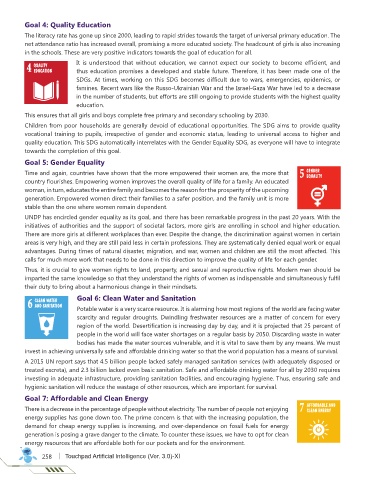 Goal 4: Quality Education
The literacy rate has gone up since 2000, leading to rapid strides towards the target of universal primary education. The
net attendance ratio has increased overall, promising a more educated society. The headcount of girls is also increasing
in the schools. These are very positive indicators towards the goal of education for all.
4 QUALITY
EDUCATION
It is understood that without education, we cannot expect our society to become efficient, and
thus education promises a developed and stable future. Therefore, it has been made one of the
SDGs. At times, working on this SDG becomes difficult due to wars, emergencies, epidemics, or
famines. Recent wars like the Russo-Ukrainian War and the Israel-Gaza War have led to a decrease
in the number of students, but efforts are still ongoing to provide students with the highest quality
education.
This ensures that all girls and boys complete free primary and secondary schooling by 2030.
Children from poor households are generally devoid of educational opportunities. The SDG aims to provide quality
vocational training to pupils, irrespective of gender and economic status, leading to universal access to higher and
quality education. This SDG automatically interrelates with the Gender Equality SDG, as everyone will have to integrate
towards the completion of this goal.
Goal 5: Gender Equality
Time and again, countries have shown that the more empowered their women are, the more that
country flourishes. Empowering women improves the overall quality of life for a family. An educated
woman, in turn, educates the entire family and becomes the reason for the prosperity of the upcoming
generation. Empowered women direct their families to a safer position, and the family unit is more
stable than the one where women remain dependent.
5 GENDER
EQUALITY
UNDP has encircled gender equality as its goal, and there has been remarkable progress in the past 20 years. With the
initiatives of authorities and the support of societal factors, more girls are enrolling in school and higher education.
There are more girls at different workplaces than ever. Despite the change, the discrimination against women in certain
areas is very high, and they are still paid less in certain professions. They are systematically denied equal work or equal
advantages. During times of natural disaster, migration, and war, women and children are still the most affected. This
calls for much more work that needs to be done in this direction to improve the quality of life for each gender.
Thus, it is crucial to give women rights to land, property, and sexual and reproductive rights. Modern men should be
imparted the same knowledge so that they understand the rights of women as indispensable and simultaneously fulfil
their duty to bring about a harmonious change in their mindsets.
6 CLEAN WATER
AND SANITATION
Goal 6: Clean Water and Sanitation
Potable water is a very scarce resource. It is alarming how most regions of the world are facing water
scarcity and regular droughts. Dwindling freshwater resources are a matter of concern for every
region of the world. Desertification is increasing day by day, and it is projected that 25 percent of
people in the world will face water shortages on a regular basis by 2050. Discarding waste in water
bodies has made the water sources vulnerable, and it is vital to save them by any means. We must
invest in achieving universally safe and affordable drinking water so that the world population has a means of survival.
A 2015 UN report says that 4.5 billion people lacked safely managed sanitation services (with adequately disposed or
treated excreta), and 2.3 billion lacked even basic sanitation. Safe and affordable drinking water for all by 2030 requires
investing in adequate infrastructure, providing sanitation facilities, and encouraging hygiene. Thus, ensuring safe and
hygienic sanitation will reduce the wastage of other resources, which are important for survival.
Goal 7: Affordable and Clean Energy
There is a decrease in the percentage of people without electricity. The number of people not enjoying
energy supplies has gone down too. The prime concern is that with the increasing population, the
demand for cheap energy supplies is increasing, and over-dependence on fossil fuels for energy
generation is posing a grave danger to the climate. To counter these issues, we have to opt for clean
energy resources that are affordable both for our pockets and for the environment.
7 AFFORDABLE AND
CLEAN ENERGY
258 Touchpad Artificial Intelligence (Ver. 3.0)-XI